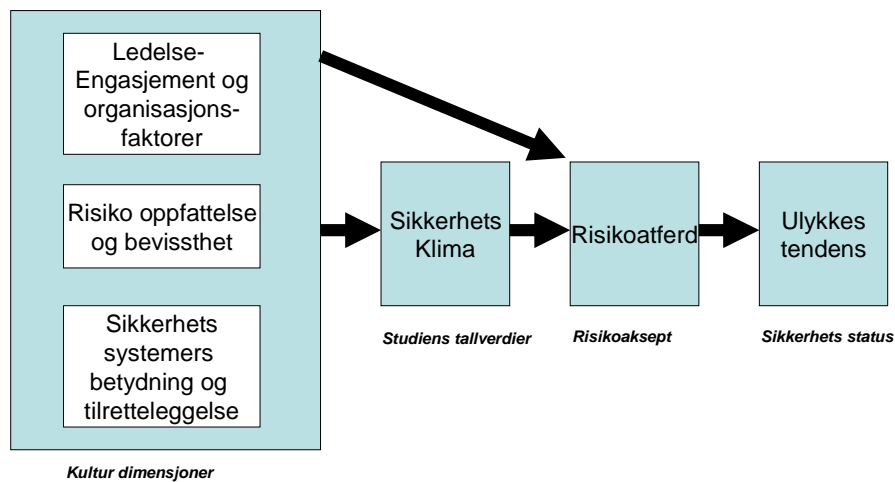 Ledelse-
Engasjement og
organisasjons-
faktorer
Risiko oppfattelse
og bevissthet
Sikkerhets
systemers
betydning og
tilretteleggelse
Kultur dimensjoner
Sikkerhets
Klima
Studiens tallverdier
Risikoatferd
Risikoaksept
Ulykkes
tendens
Sikkerhets status